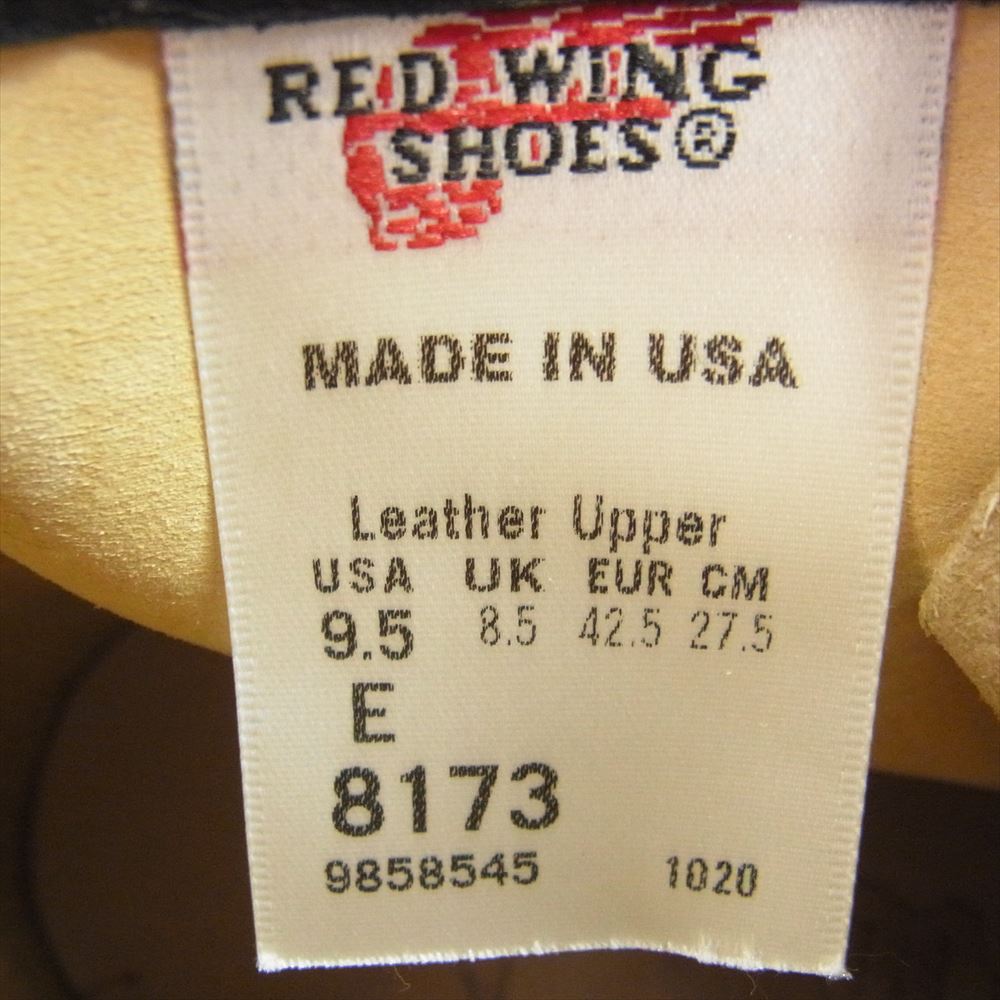 RED WING
SHOES®
MADE IN USA
Leather Upper
USA UK EUR CM
9.5 8.5 42.5 27.5
E
8173
9858545 1020